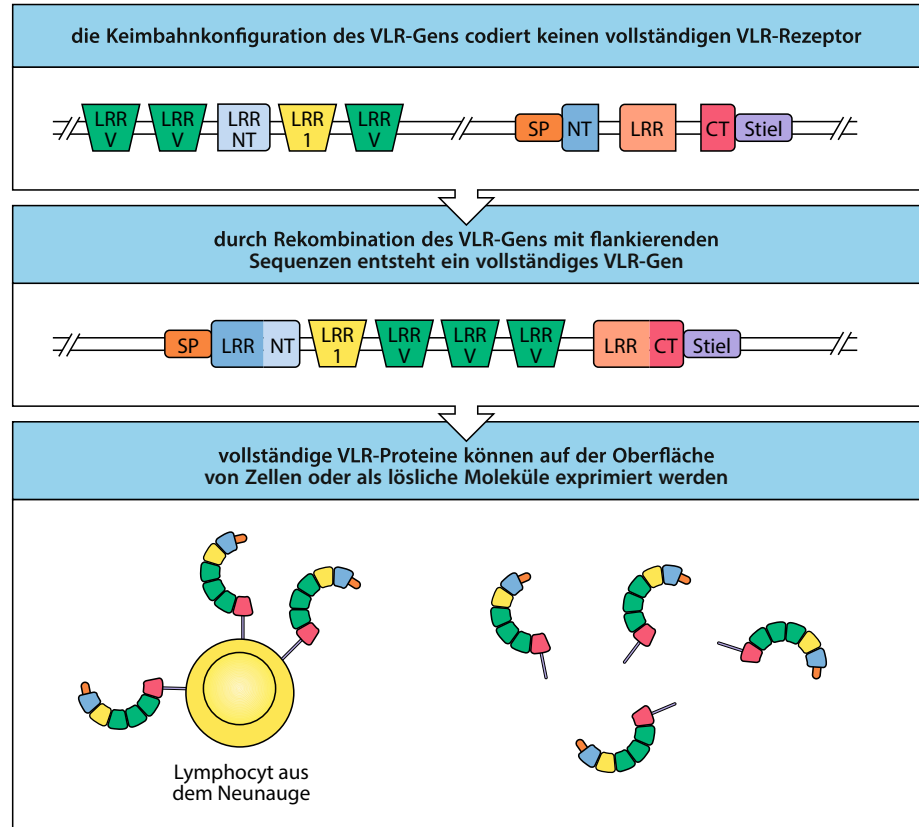 die Keimbahnkonfiguration des VLR-Gens codiert keinen vollständigen VLR-Rezeptor
LRR V
LRR V
LRR NT
LRR 1
LRR V
SP
NT
LRR
CT
Stiel
durch Rekombination des VLR-Gens mit flankierenden
Sequenzen entsteht ein vollständiges VLR-Gen
SP
LRR
NT
LRR 1
LRR V
LRR V
LRR V
LRR
CT
Stiel
vollständige VLR-Proteine können auf der Oberfläche
von Zellen oder als lösliche Moleküle exprimiert werden
Lymphocyt aus
dem Neunauge